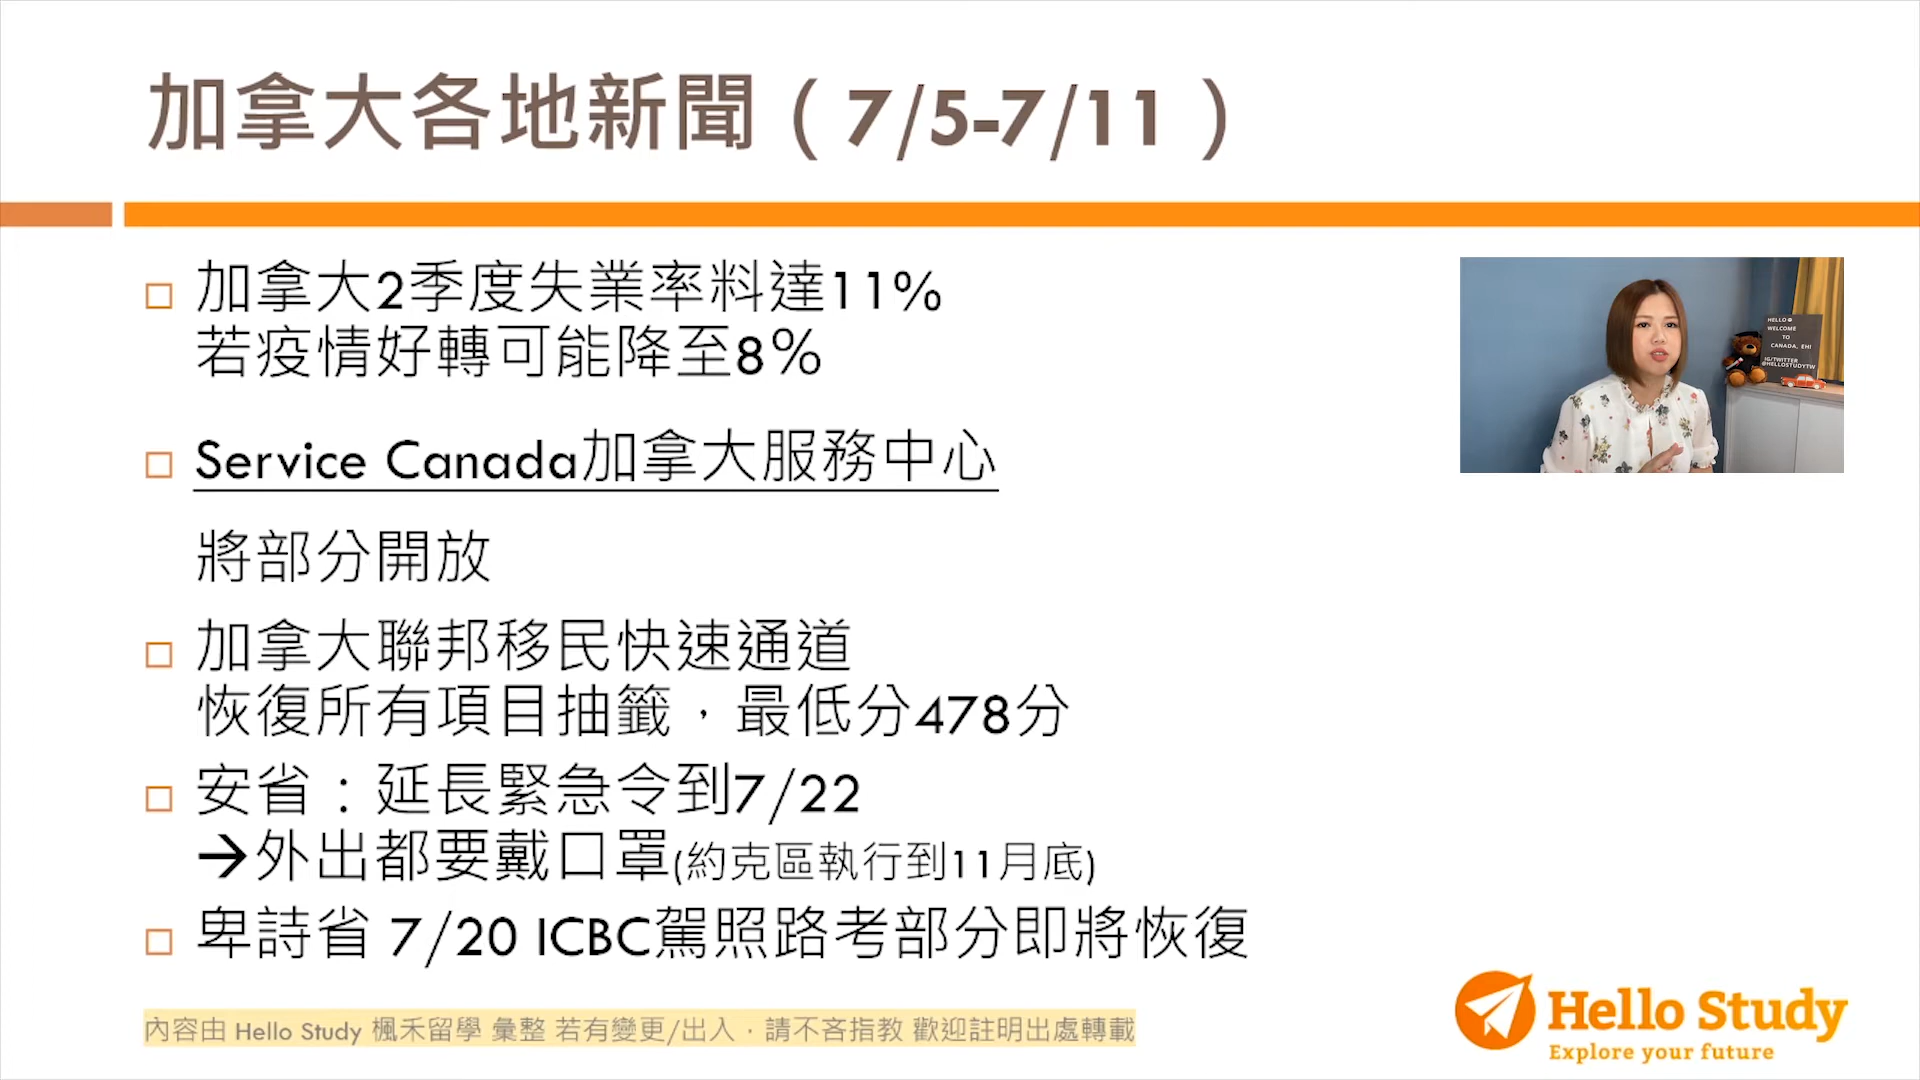 加拿大各地新聞（7/5-7/11）
加拿大2季度失業率料達11%
若疫情好轉可能降至8%
Service Canada加拿大服務中心
將部分開放
加拿大聯邦移民快速通道
恢復所有項目抽籤，最低分478分
安省：延長緊急令到7/22
→外出都要戴口罩(約克區執行到11月底)
卑詩省 7/20 ICBC駕照路考部分即將恢復
內容由 Hello Study 楓禾留學 彙整 若有變更/出入，請不吝指教 歡迎註明出處轉載
HELLO
WELCOME
TO
CANADA, EH!
IG/TWITTER
@HELLOSTUDYTW
Hello Study
Explore your future